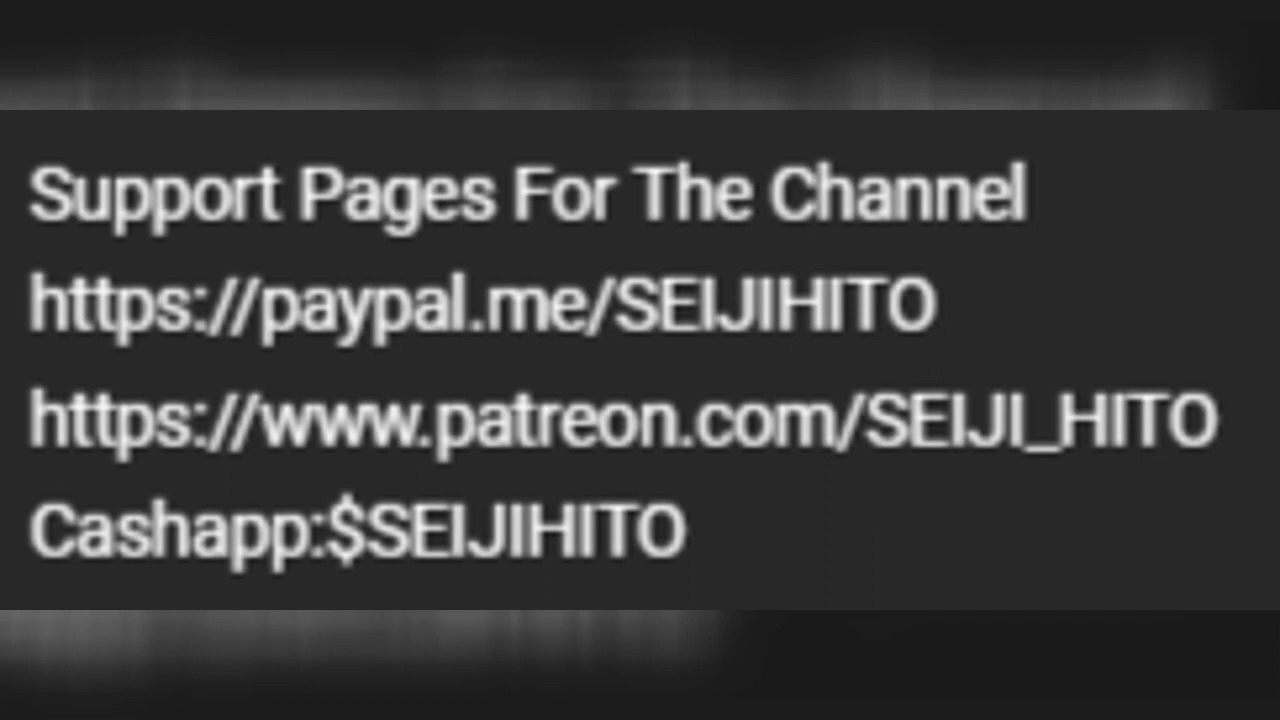 Support Pages For The Channel
https://paypal.me/SEIJIHITO
https://www.patreon.com/SEIJI_HITO
Cashapp:$SEIJIHITO